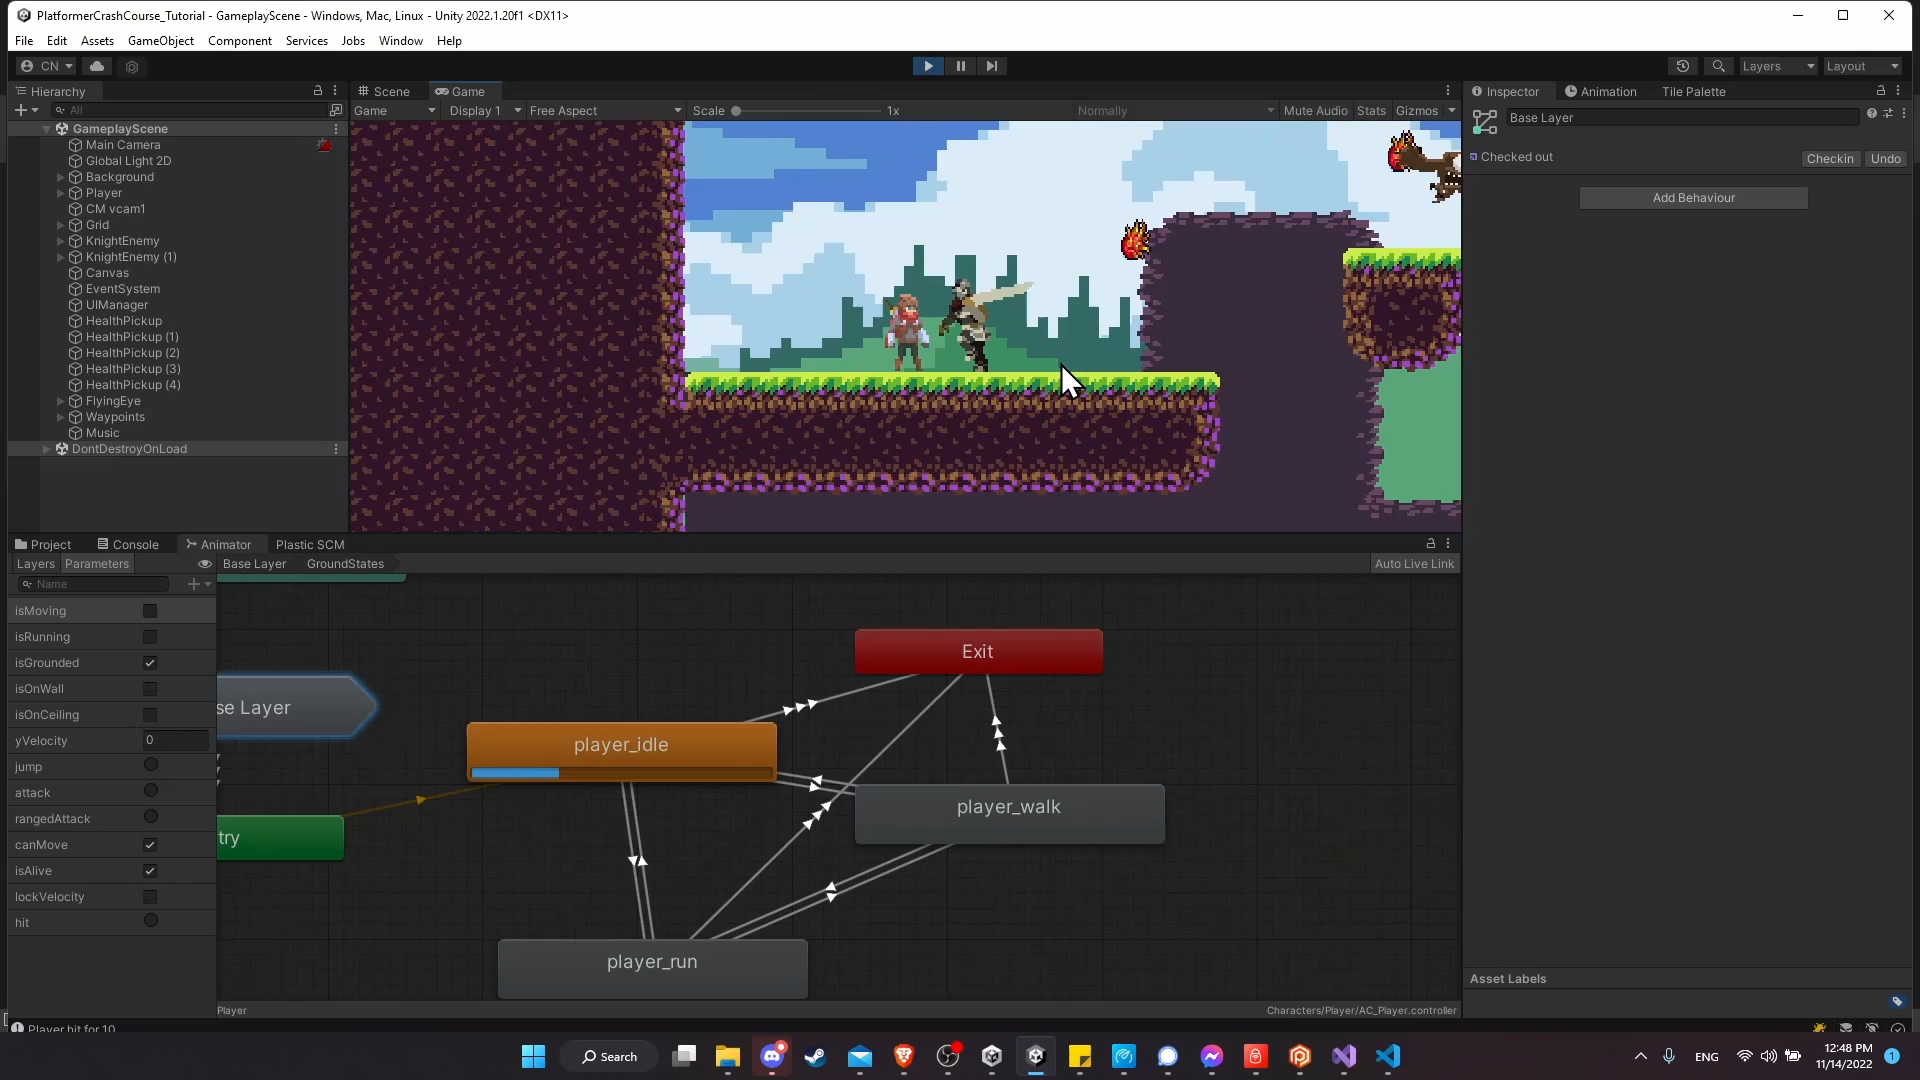 PlatformerCrashCourse_Tutorial - GameplayScene - Windows, Mac, Linux - Unity 2022.1.20f1 <DX11>
File Edit Assets GameObject Component Services Jobs Window Help
CN Layers Layout
Hierarchy
All
GameplayScene
Main Camera
Global Light 2D
Background
Player
CM vcam1
Grid
KnightEnemy
KnightEnemy (1)
Canvas
EventSystem
UIManager
HealthPickup
HealthPickup (1)
HealthPickup (2)
HealthPickup (3)
HealthPickup (4)
FlyingEye
Waypoints
Music
DontDestroyOnLoad
Scene Game
Game Display 1 Free Aspect Scale 1x Normally Mute Audio Stats Gizmos
Inspector Animation Tile Palette
Base Layer
Checked out Checkin Undo
Add Behaviour
Asset Labels
Project Console Animator Plastic SCM
Layers Parameters Base Layer GroundStates Auto Live Link
Name
isMoving
isRunning
isGrounded
isOnWall
isOnCeiling
yVelocity 0
jump
attack
rangedAttack
canMove
isAlive
lockVelocity
hit
Exit
se Layer
player_idle
player_walk
try
player_run
Player Characters/Player/AC_Player.controller
Player hit for 10
Search
ENG
12:48 PM
11/14/2022
1